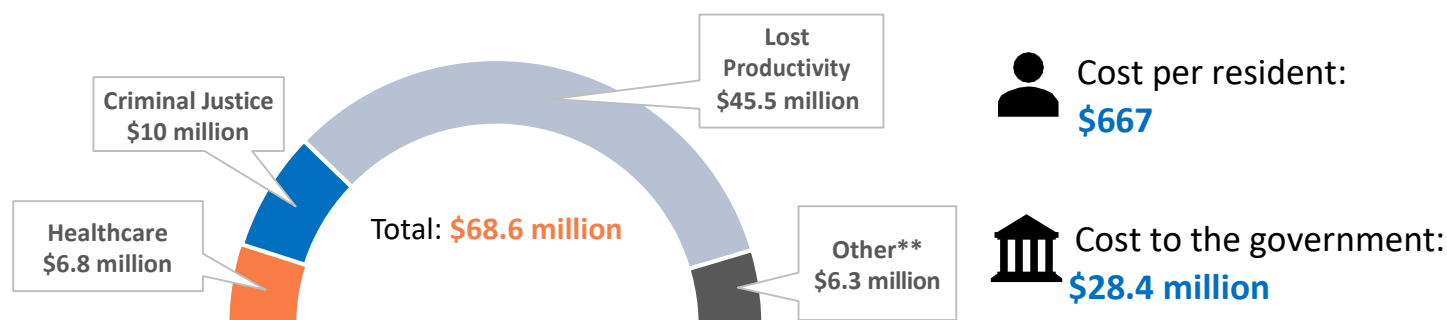 Lost
Productivity
$45.5 million
Criminal Justice
$10 million
Healthcare
$6.8 million
Total: $68.6 million
Other**
$6.3 million
Cost per resident:
$667
Cost to the government:
$28.4 million